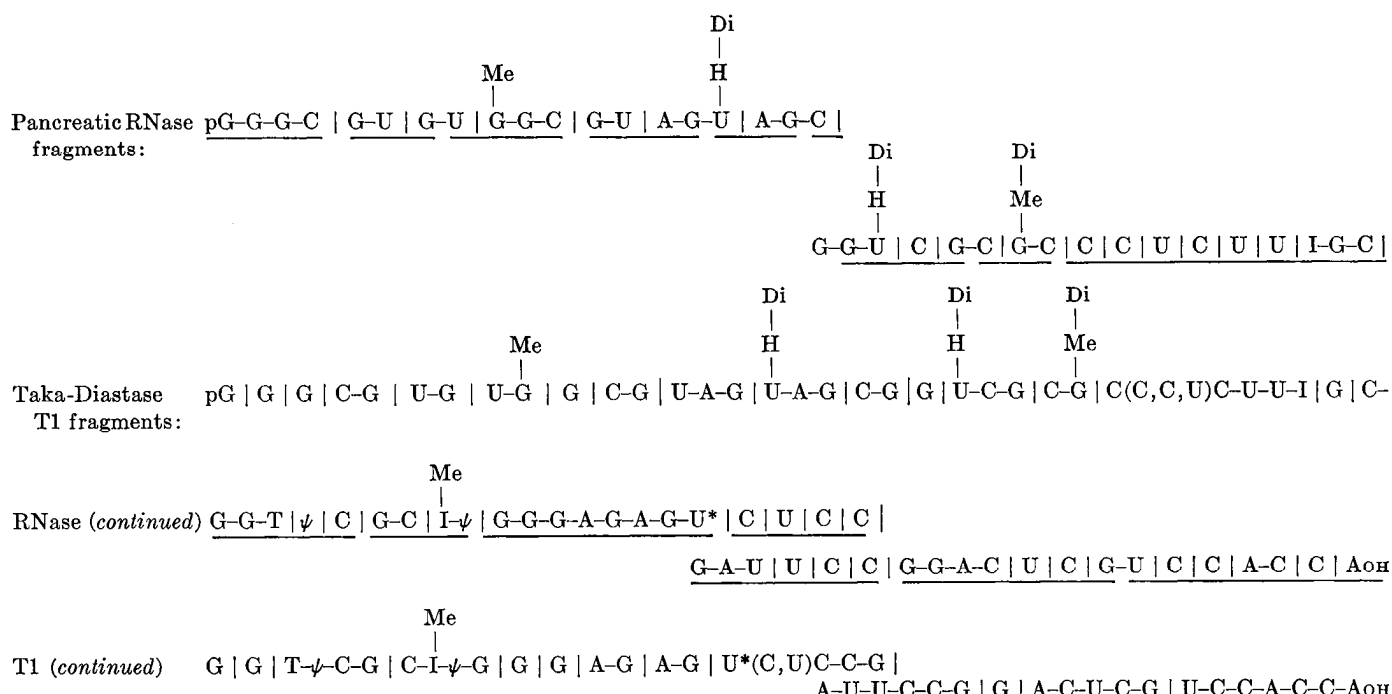 Di
|
Me H
| |
Pancreatic RNase pG–G–G–C | G–U | G–U | G–G–C | G–U | A–G–U | A–G–C |
fragments:
Di Di
| |
H Me
| |
G–G–U | C | G–C | G–C | C | C | U | C | U | U | I–G–C |
Di Di Di
| | |
Me H H Me
| | | |
Taka-Diastase pG | G | G | C–G | U–G | U–G | G | C–G | U–A–G | U–A–G | C–G | G | U–C–G | C–G | C(C,C,U)C–U–U–I | G | C–
T1 fragments:
Me
|
RNase (continued) G–G–T | ψ | C | G–C | I–ψ | G–G–G–A–G–A–G–U* | C | U | C | C |
G–A–U | U | C | C | G–G–A–C | U | C | G–U | C | C | A–C | C | AOH
Me
|
T1 (continued) G | G | T–ψ–C–G | C–I–ψ–G | G | G | A–G | A–G | U*(C,U)C–C–G |
A–U–U–C–C–G | G | A–C–U–C–G | U–C–C–A–C–C–AOH